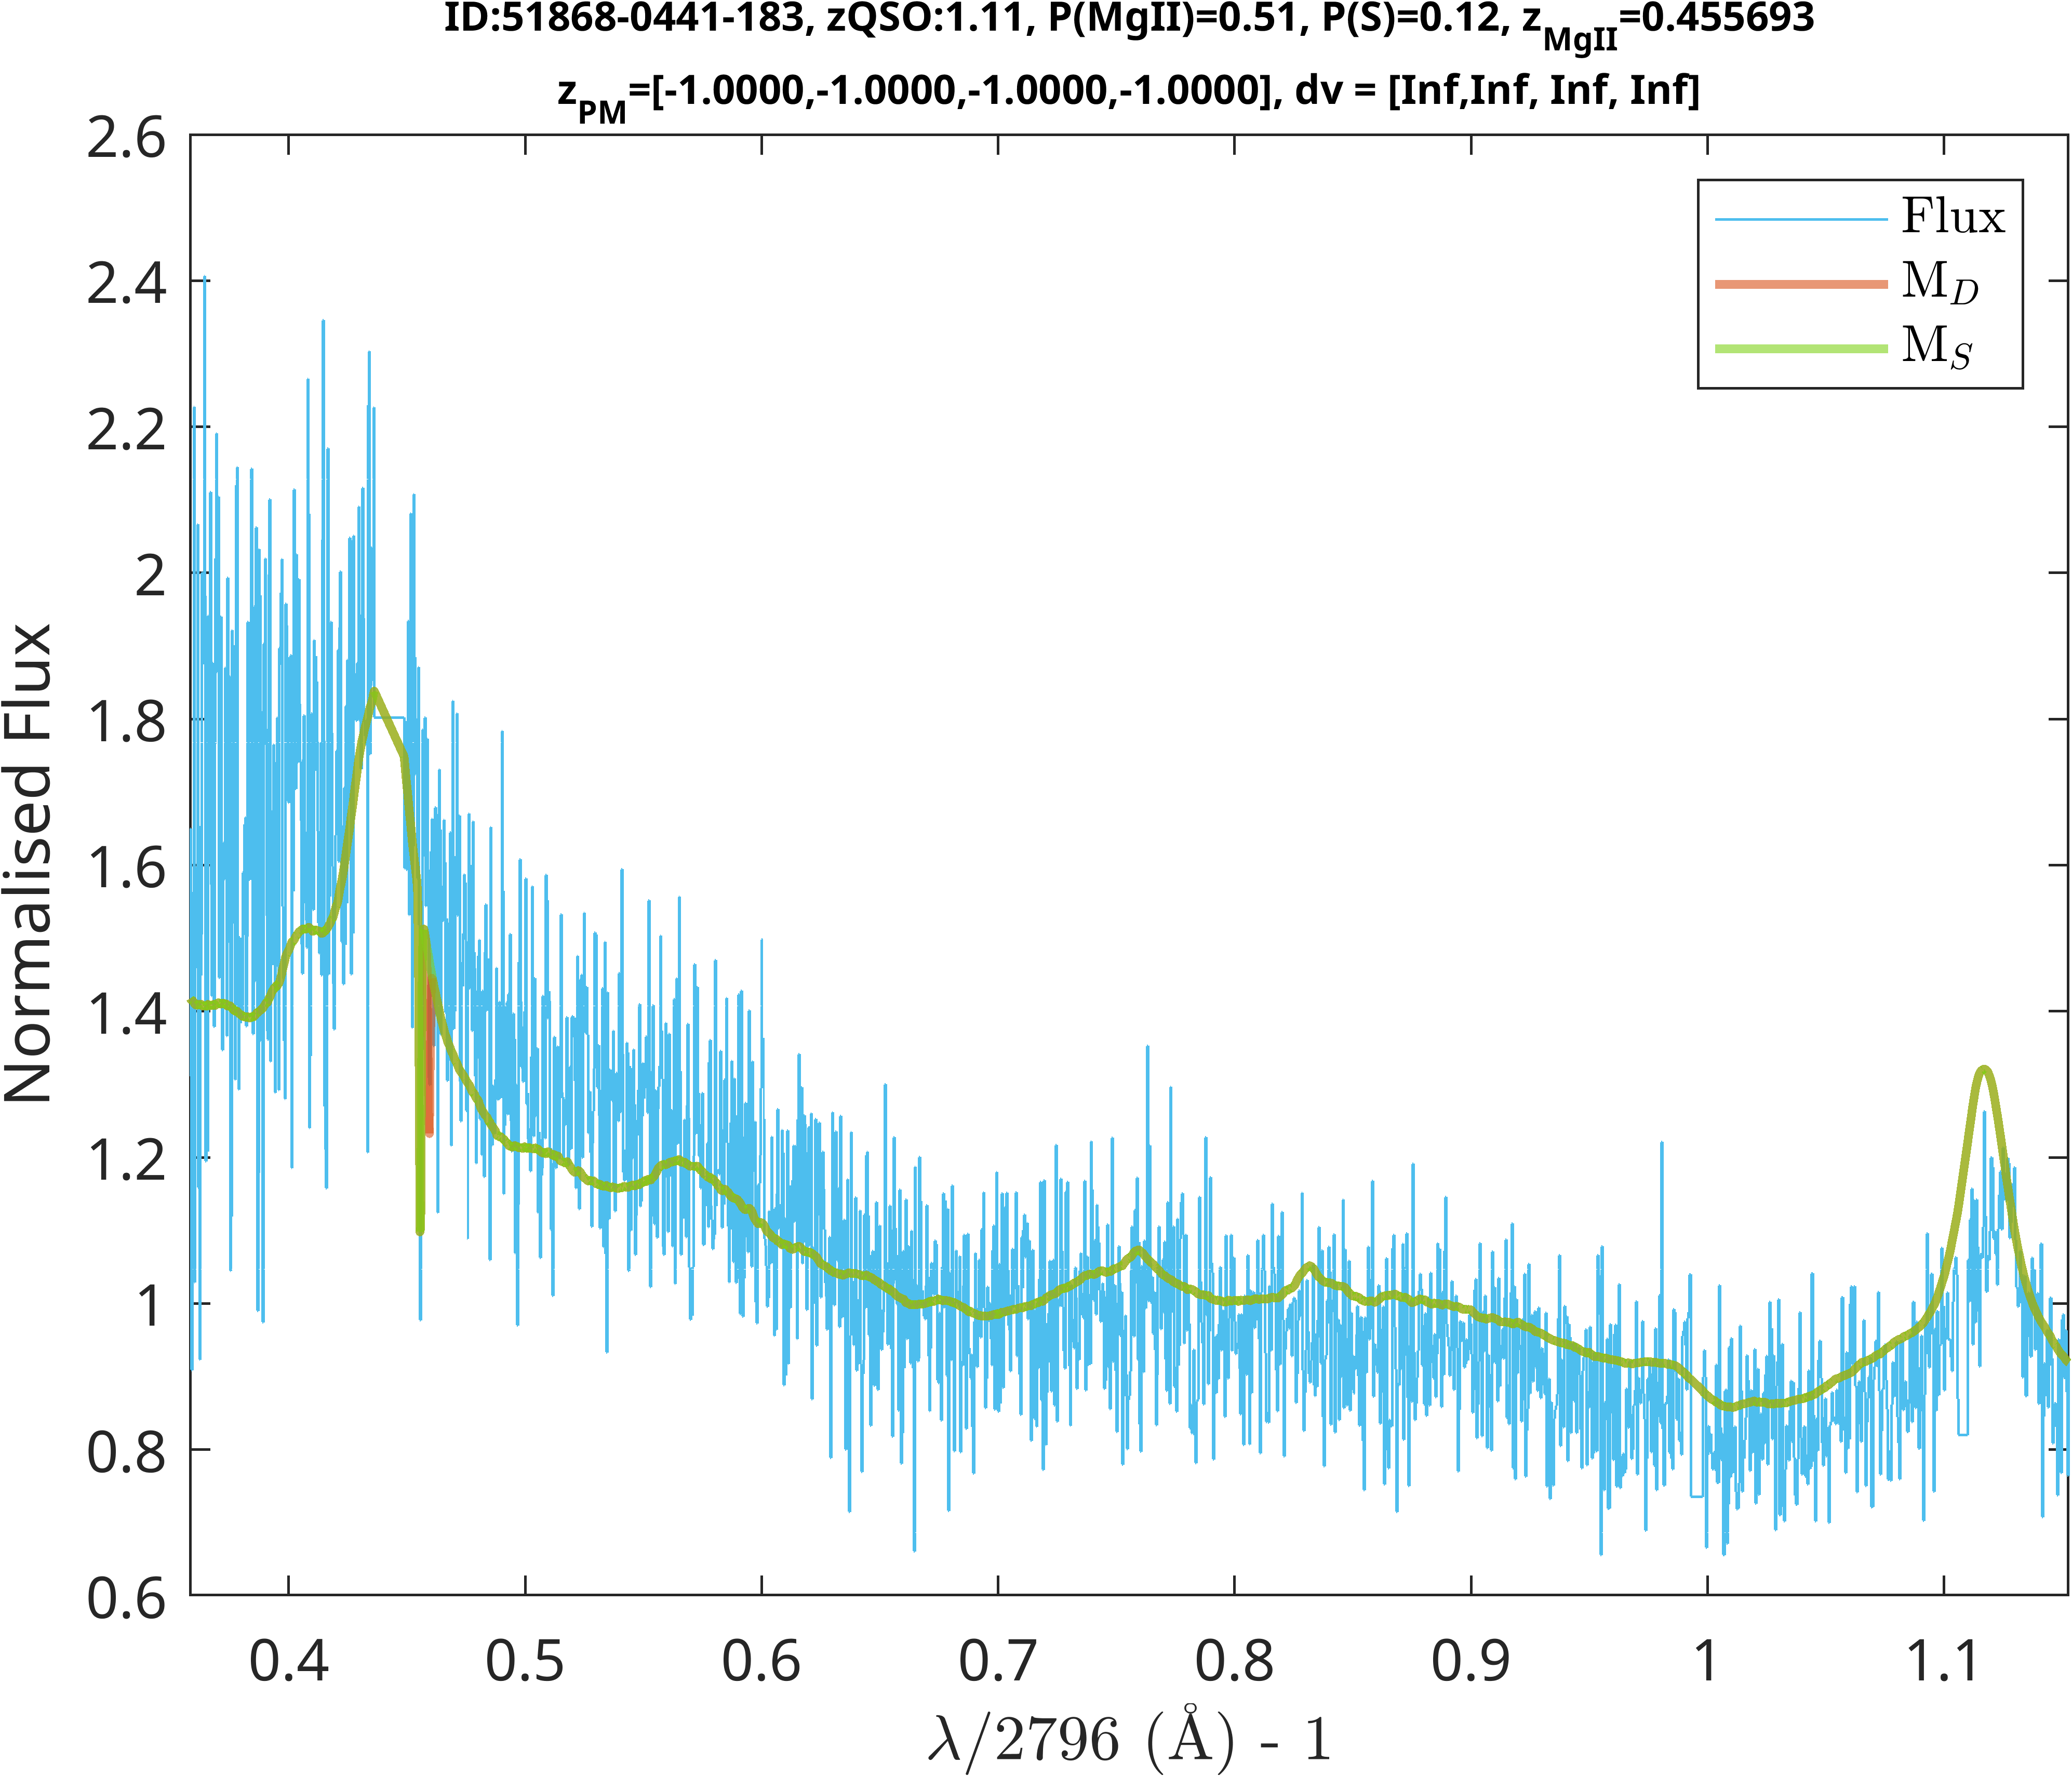 ID:51868-0441-183, zQSO:1.11, P(MgII)=0.51, P(S)=0.12, zMgII=0.455693
zPM=[-1.0000,-1.0000,-1.0000,-1.0000], dv = [Inf,Inf, Inf, Inf]
2.6
2.4
2.2
2
1.8
1.6
1.4
1.2
1
0.8
0.6
Normalised Flux
Flux
MD
MS
0.4 0.5 0.6 0.7 0.8 0.9 1 1.1
λ/2796 (Å) - 1